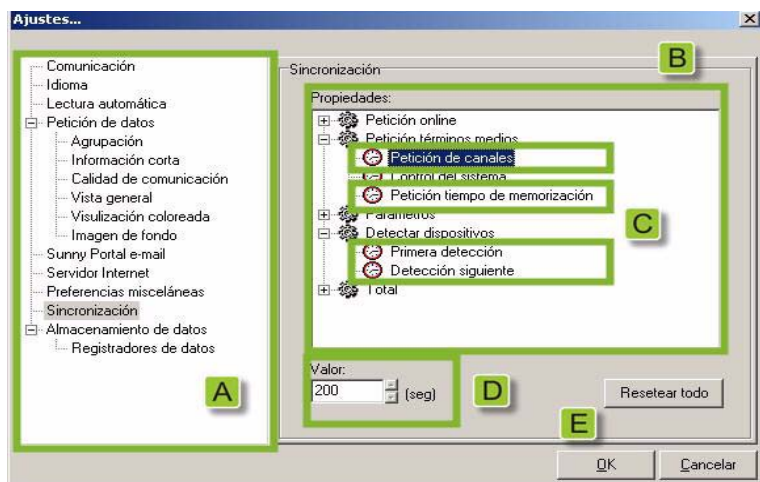 Ajustes...
Comunicación
Idioma
Lectura automática
Petición de datos
Agrupación
Información corta
Calidad de comunicación
Vista general
Visulización coloreada
Imagen de fondo
Sunny Portal e-mail
Servidor Internet
Preferencias misceláneas
Sincronización
Almacenamiento de datos
Registradores de datos
A
Sincronización
B
Propiedades:
Petición online
Petición términos medios
Petición de canales
Control del sistema
Petición tiempo de memorización
Parámetros
C
Detectar dispositivos
Primera detección
Detección siguiente
Total
Valor:
200 (seg)
D
Resetear todo
E
OK
Cancelar